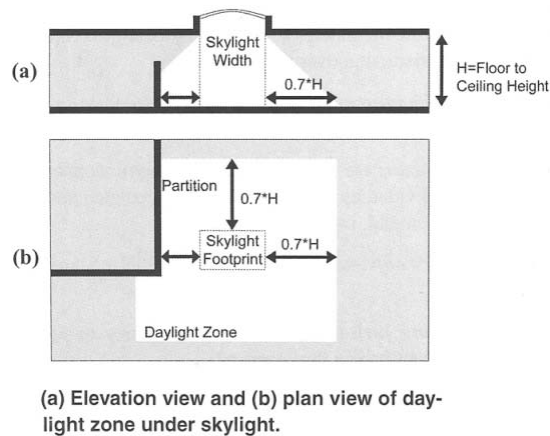 Skylight
Width
(a)
0.7*H
H=Floor to
Ceiling Height
Partition
0.7*H
(b)
Skylight
Footprint
0.7*H
Daylight Zone
(a) Elevation view and (b) plan view of day-
light zone under skylight.